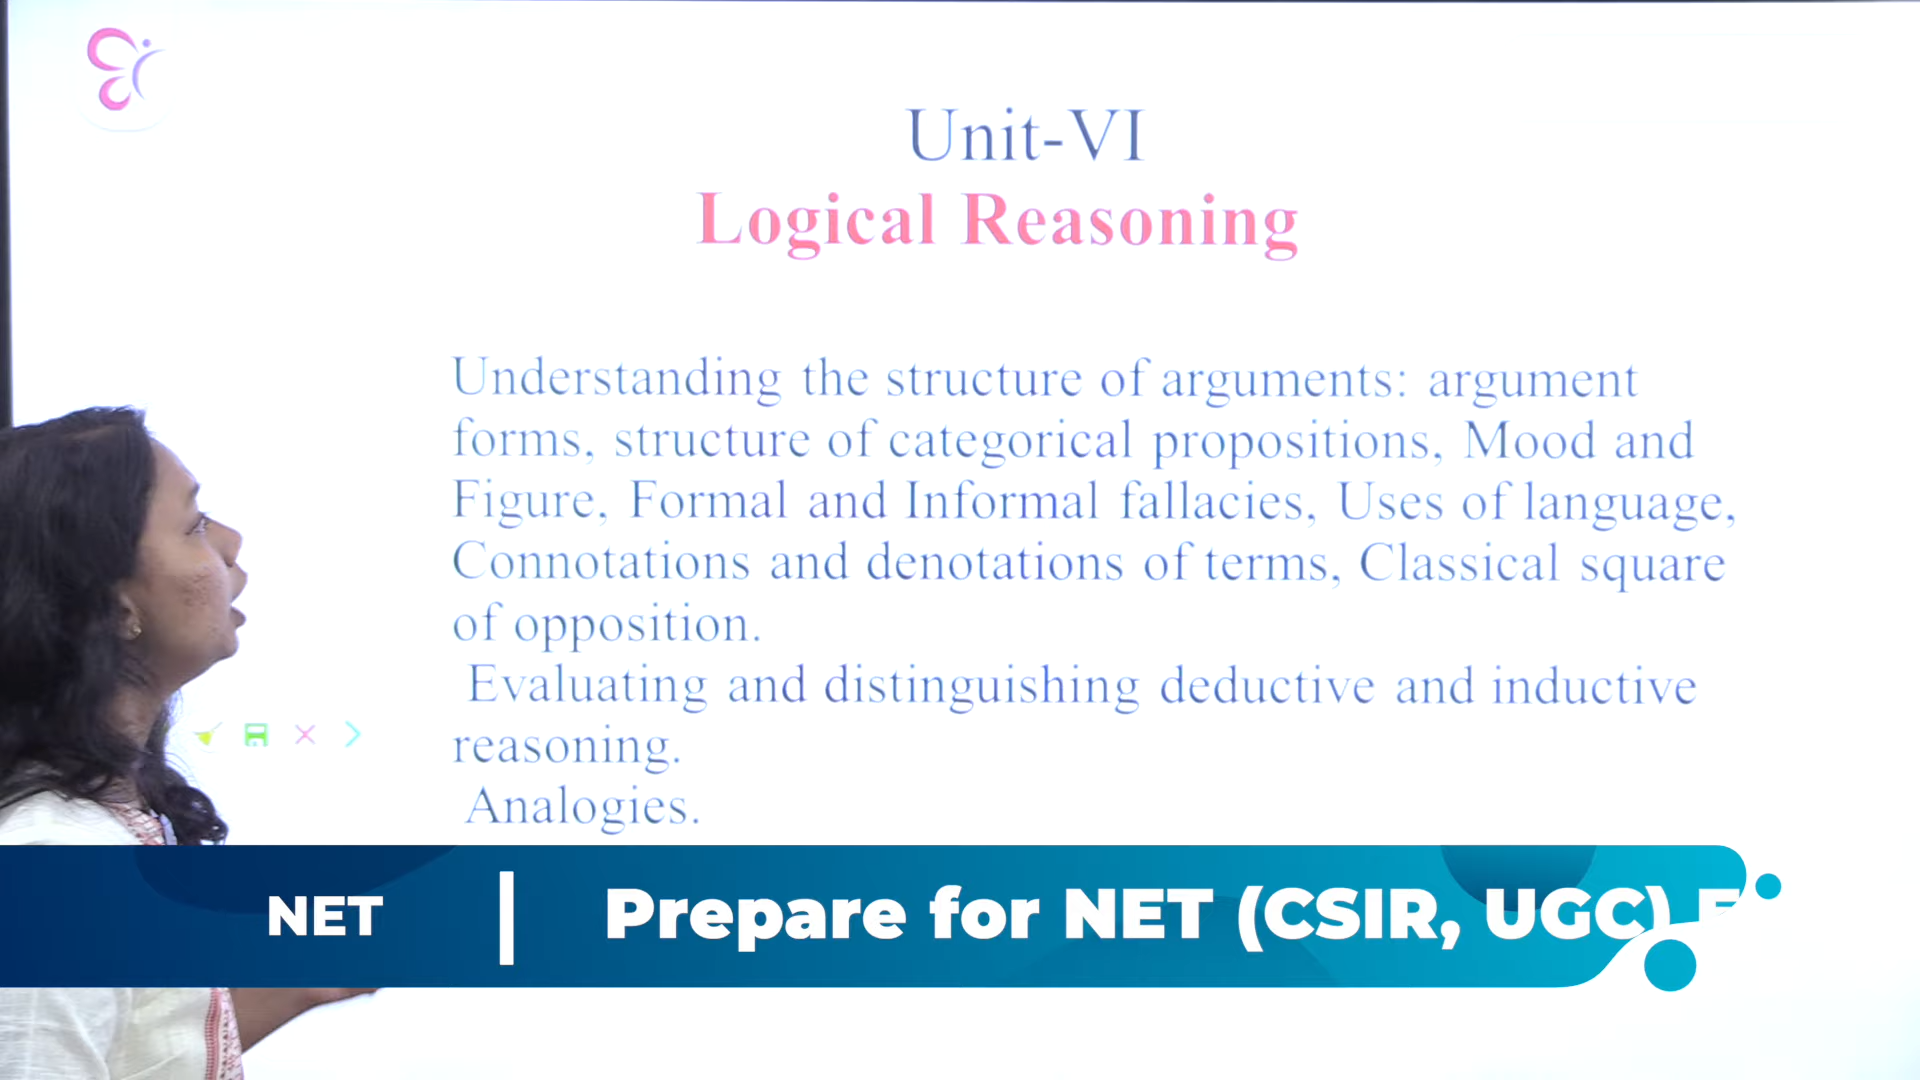 Unit-VI
Logical Reasoning
Understanding the structure of arguments: argument
forms, structure of categorical propositions, Mood and
Figure, Formal and Informal fallacies, Uses of language,
Connotations and denotations of terms, Classical square
of opposition.
Evaluating and distinguishing deductive and inductive
reasoning.
Analogies.
NET
Prepare for NET (CSIR, UGC)